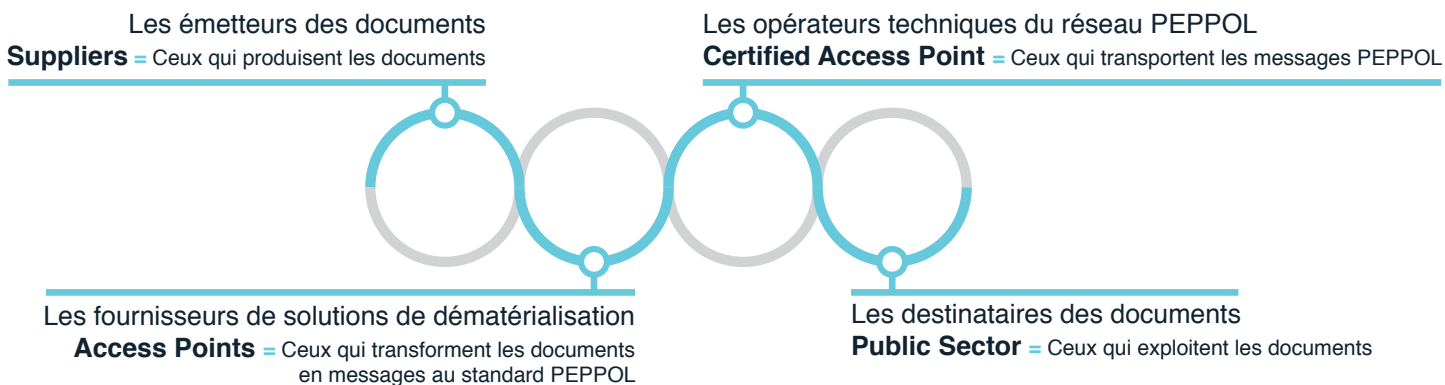 Les émetteurs des documents
Suppliers = Ceux qui produisent les documents
Les opérateurs techniques du réseau PEPPOL
Certified Access Point = Ceux qui transportent les messages PEPPOL
Les fournisseurs de solutions de dématérialisation
Access Points = Ceux qui transforment les documents
en messages au standard PEPPOL
Les destinataires des documents
Public Sector = Ceux qui exploitent les documents